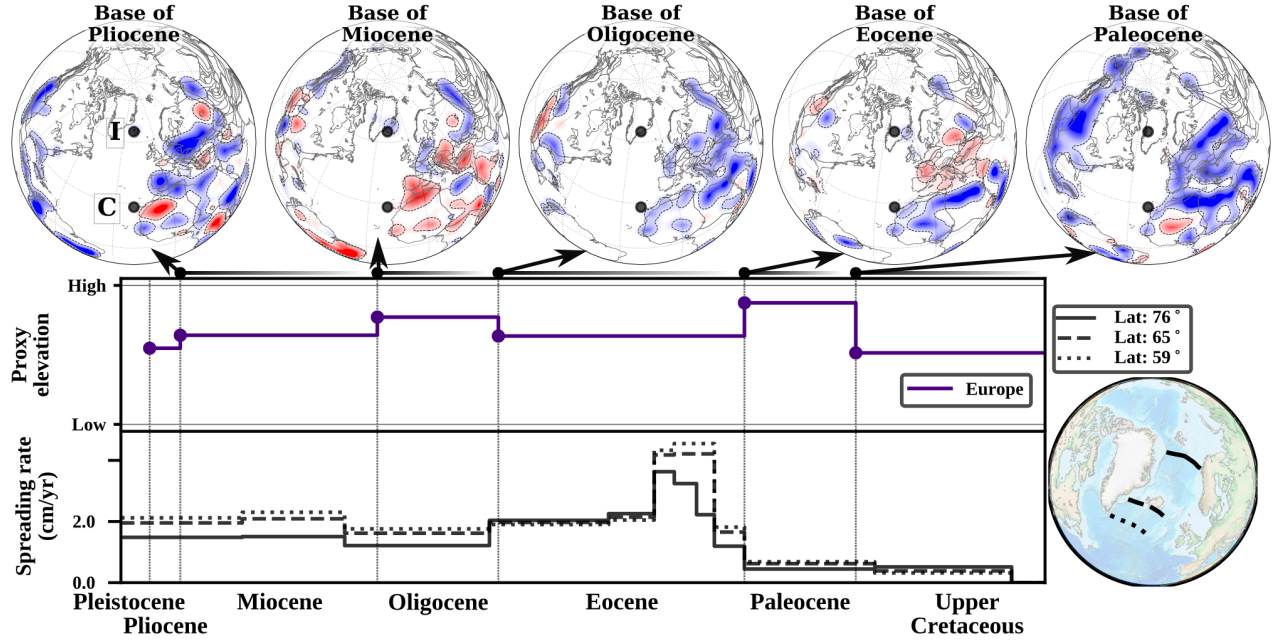 Base of
Pliocene
Base of
Miocene
Base of
Oligocene
Base of
Eocene
Base of
Paleocene
I
C
High
Low
Proxy
elevation
Europe
Lat: 76°
Lat: 65°
Lat: 59°
Spreading rate
(cm/yr)
2.0
0.0
Pleistocene
Pliocene
Miocene
Oligocene
Eocene
Paleocene
Upper
Cretaceous